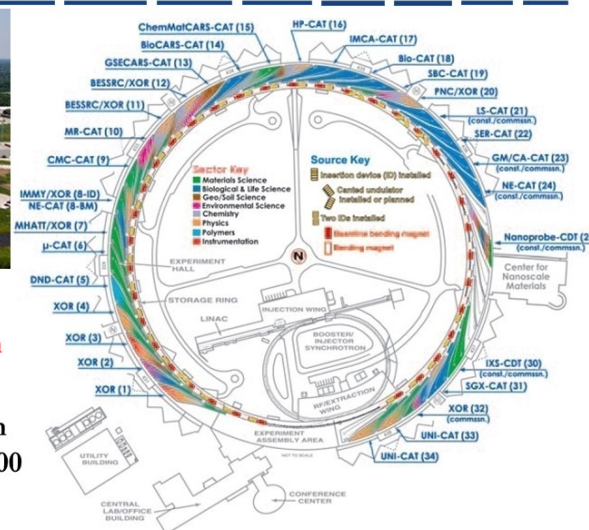 ChemMatCARS-CAT (15)
BioCARS-CAT (14)
GSECARS-CAT (13)
BESSRC/XOR (12)
BESSRC/XOR (11)
MR-CAT (10)
CMC-CAT (9)
IMMY/XOR (8-ID)
NE-CAT (8-BM)
MHATT/XOR (7)
µ-CAT (6)
DND-CAT (5)
XOR (4)
XOR (3)
XOR (2)
XOR (1)
HP-CAT (16)
IMCA-CAT (17)
Bio-CAT (18)
SBC-CAT (19)
PNC/XOR (20)
LS-CAT (21)
(const./commssn.)
SER-CAT (22)
GM/CA-CAT (23)
(const./commssn.)
NE-CAT (24)
(const./commssn.)
Nanoprobe-CDT (2
(const./commssn.)
Center for
Nanoscale
Materials
IXS-CDT (30)
(const./commssn.)
SGX-CAT (31)
XOR (32)
(commssn.)
UNI-CAT (33)
UNI-CAT (34)
Sector Key
Materials Science
Biological & Life Science
Geo/Soil Science
Environmental Science
Chemistry
Physics
Polymers
Instrumentation
Source Key
Insertion device (ID) Installed
Canted undulator
Installed or planned
Two IDs Installed
Beamline bending magnet
Bending magnet
N
EXPERIMENT
HALL
STORAGE RING
LINAC
INJECTION WING
BOOSTER/
INJECTOR
SYNCHROTRON
RF/EXTRACTION
WING
EXPERIMENT
ASSEMBLY AREA
NOT TO SCALE
UTILITY
BUILDING
CENTRAL
LAB/OFFICE
BUILDING
CONFERENCE
CENTER
00